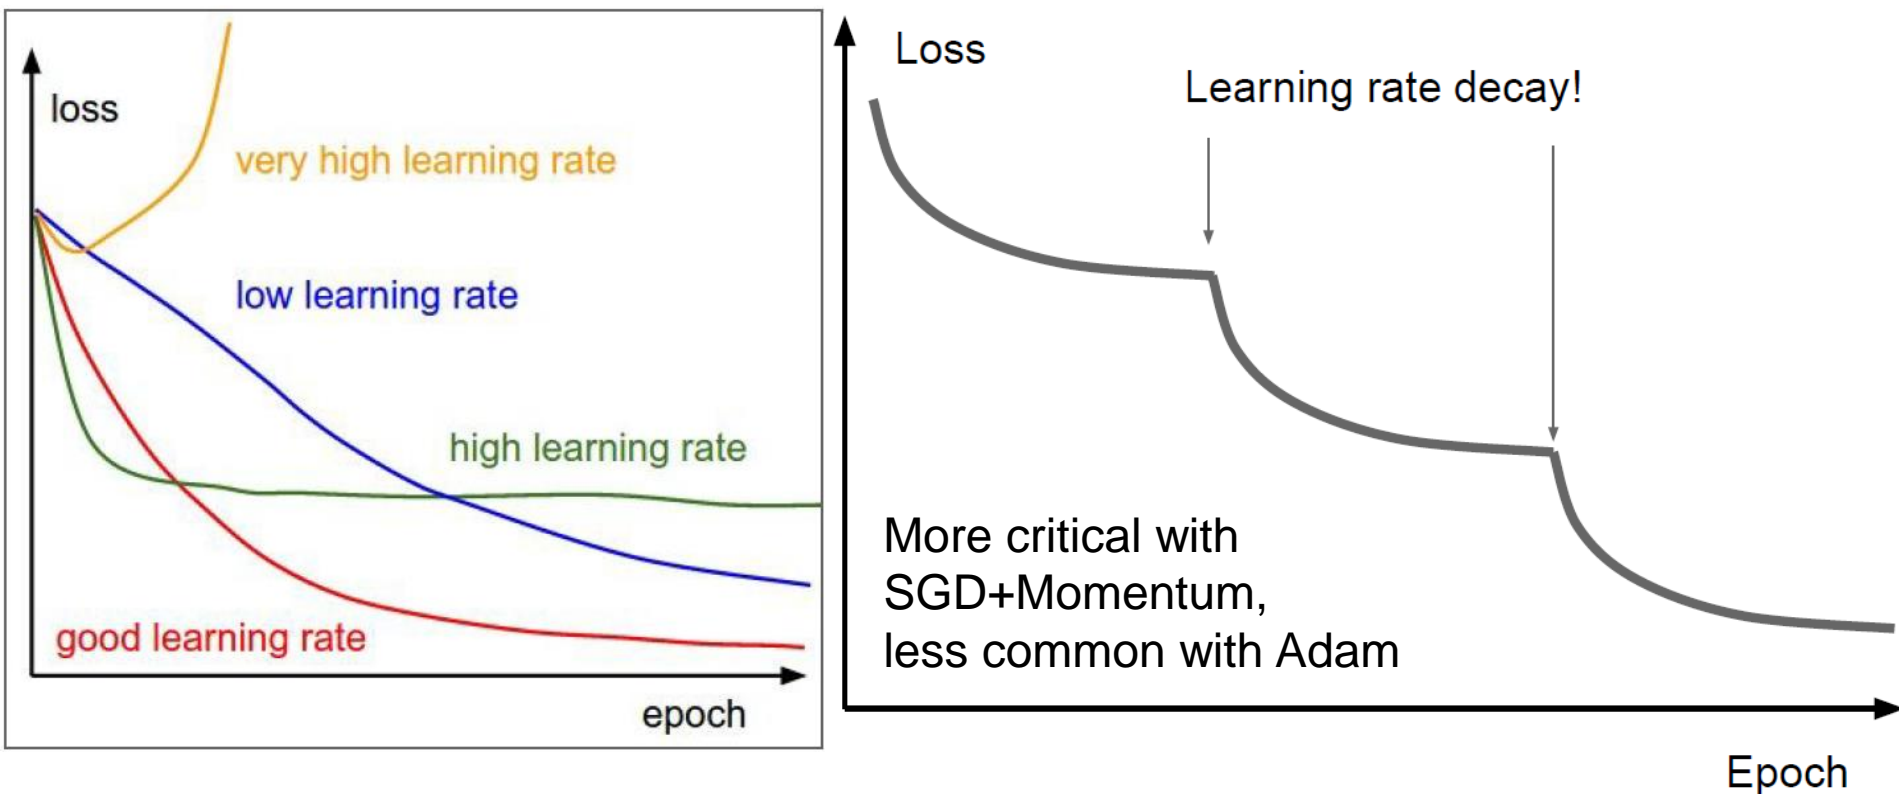 loss
very high learning rate
low learning rate
high learning rate
good learning rate
epoch
Loss
Learning rate decay!
More critical with
SGD+Momentum,
less common with Adam
Epoch